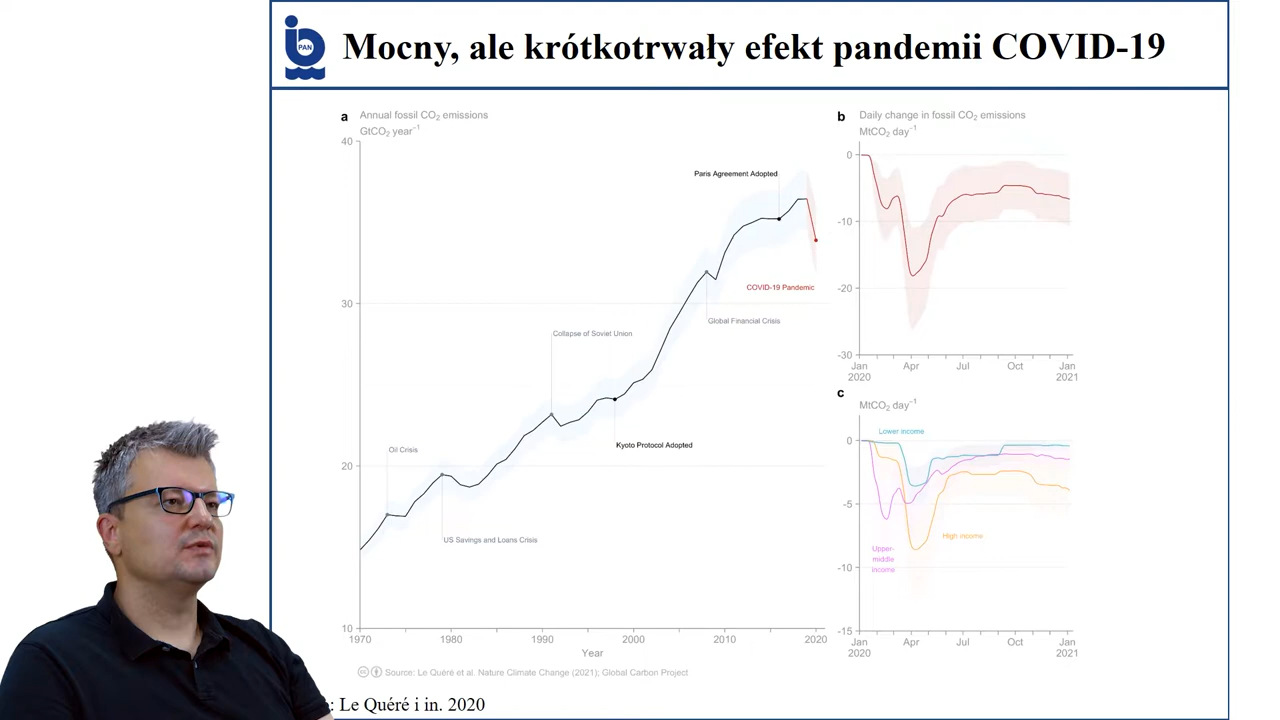 PAN
Mocny, ale krótkotrwały efekt pandemii COVID-19
a Annual fossil CO₂ emissions
GtCO₂ year⁻¹
40
30
20
10
1970
1980
1990
2000
2010
2020
Year
Oil Crisis
US Savings and Loans Crisis
Collapse of Soviet Union
Kyoto Protocol Adopted
Global Financial Crisis
Paris Agreement Adopted
COVID-19 Pandemic
b Daily change in fossil CO₂ emissions
MtCO₂ day⁻¹
0
-10
-20
-30
Jan
2020
Apr
Jul
Oct
Jan
2021
c
MtCO₂ day⁻¹
0
-5
-10
-15
Lower income
High income
Upper-
middle
income
Jan
2020
Apr
Jul
Oct
Jan
2021
Source: Le Quéré et al. Nature Climate Change (2021); Global Carbon Project
: Le Quéré i in. 2020